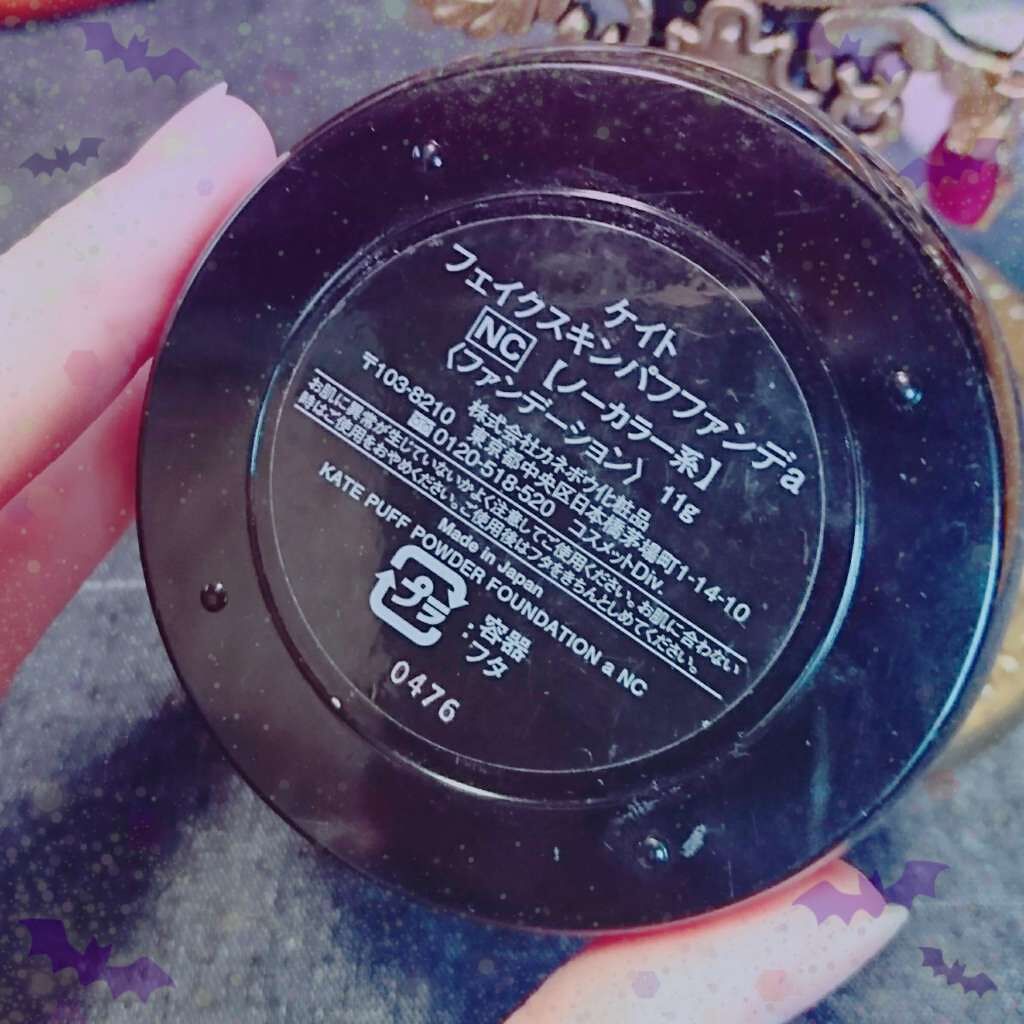 ケイト
フェイクスキンパフファンデa
NC【ノーカラー系】
〈ファンデーション〉 11g
株式会社カネボウ化粧品
〒103-8210 東京都中央区日本橋茅場町1-14-10
0120-518-520 コスメットDiv.
お肌に異常が生じていないかよく注意してご使用ください。お肌に合わない
時はご使用をおやめください。ご使用後はフタをきちんとしめてください。
Made in Japan
KATE PUFF POWDER FOUNDATION a NC
プラ
:容器
フタ
0476